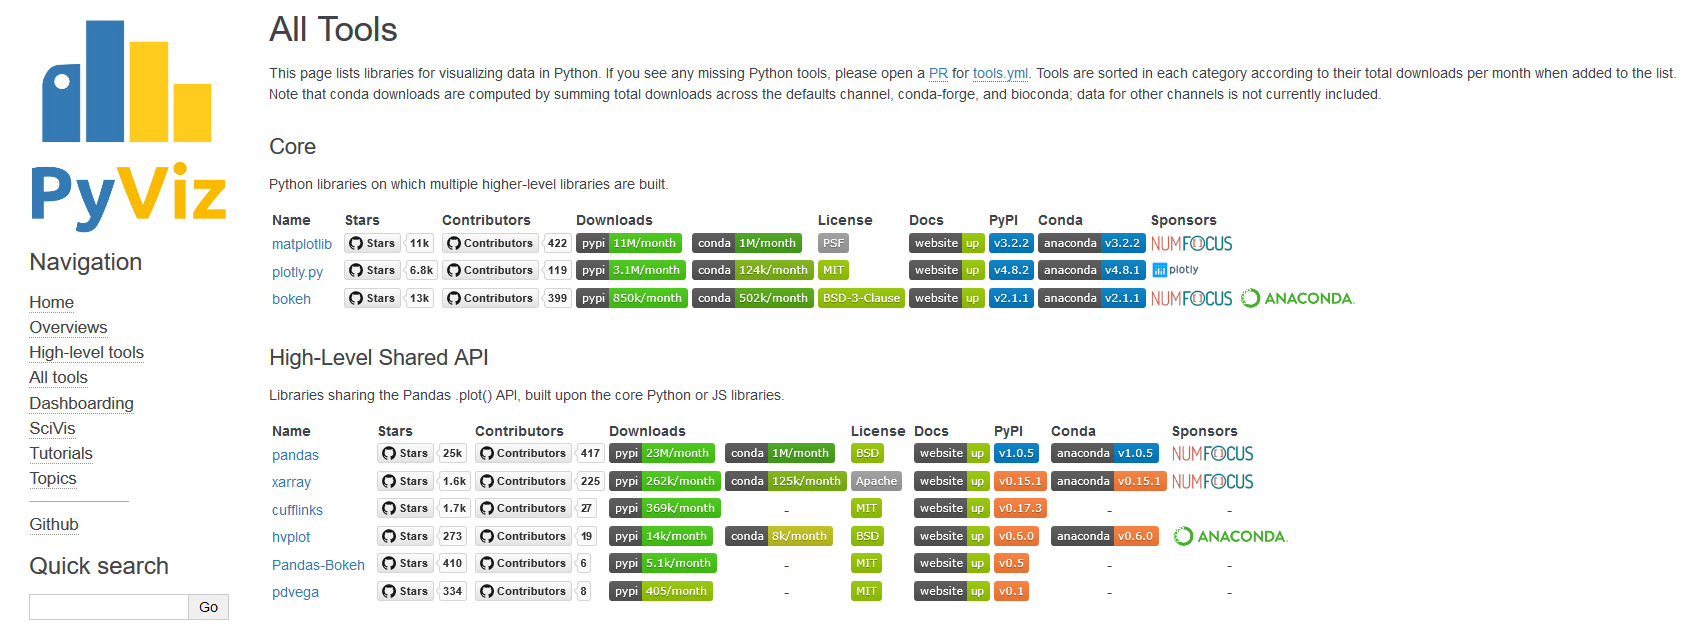 PyViz
Navigation
Home
Overviews
High-level tools
All tools
Dashboarding
SciVis
Tutorials
Topics
Github
Quick search
Go
All Tools
This page lists libraries for visualizing data in Python. If you see any missing Python tools, please open a PR for tools.yml. Tools are sorted in each category according to their total downloads per month when added to the list.
Note that conda downloads are computed by summing total downloads across the defaults channel, conda-forge, and bioconda; data for other channels is not currently included.
Core
Python libraries on which multiple higher-level libraries are built.
Name Stars Contributors Downloads License Docs PyPI Conda Sponsors
matplotlib Stars 11k Contributors 422 pypi 11M/month conda 1M/month PSF website up v3.2.2 anaconda v3.2.2 NUMFOCUS
plotly.py Stars 6.8k Contributors 119 pypi 3.1M/month conda 124k/month MIT website up v4.8.2 anaconda v4.8.1 plotly
bokeh Stars 13k Contributors 399 pypi 850k/month conda 502k/month BSD-3-Clause website up v2.1.1 anaconda v2.1.1 NUMFOCUS ANACONDA.
High-Level Shared API
Libraries sharing the Pandas .plot() API, built upon the core Python or JS libraries.
Name Stars Contributors Downloads License Docs PyPI Conda Sponsors
pandas Stars 25k Contributors 417 pypi 23M/month conda 1M/month BSD website up v1.0.5 anaconda v1.0.5 NUMFOCUS
xarray Stars 1.6k Contributors 225 pypi 262k/month conda 125k/month Apache website up v0.15.1 anaconda v0.15.1 NUMFOCUS
cufflinks Stars 1.7k Contributors 27 pypi 369k/month - MIT website up v0.17.3 - -
hvplot Stars 273 Contributors 19 pypi 14k/month conda 8k/month BSD website up v0.6.0 anaconda v0.6.0 ANACONDA.
Pandas-Bokeh Stars 410 Contributors 6 pypi 5.1k/month - MIT website up v0.5 - -
pdvega Stars 334 Contributors 8 pypi 405/month - MIT website up v0.1 - -